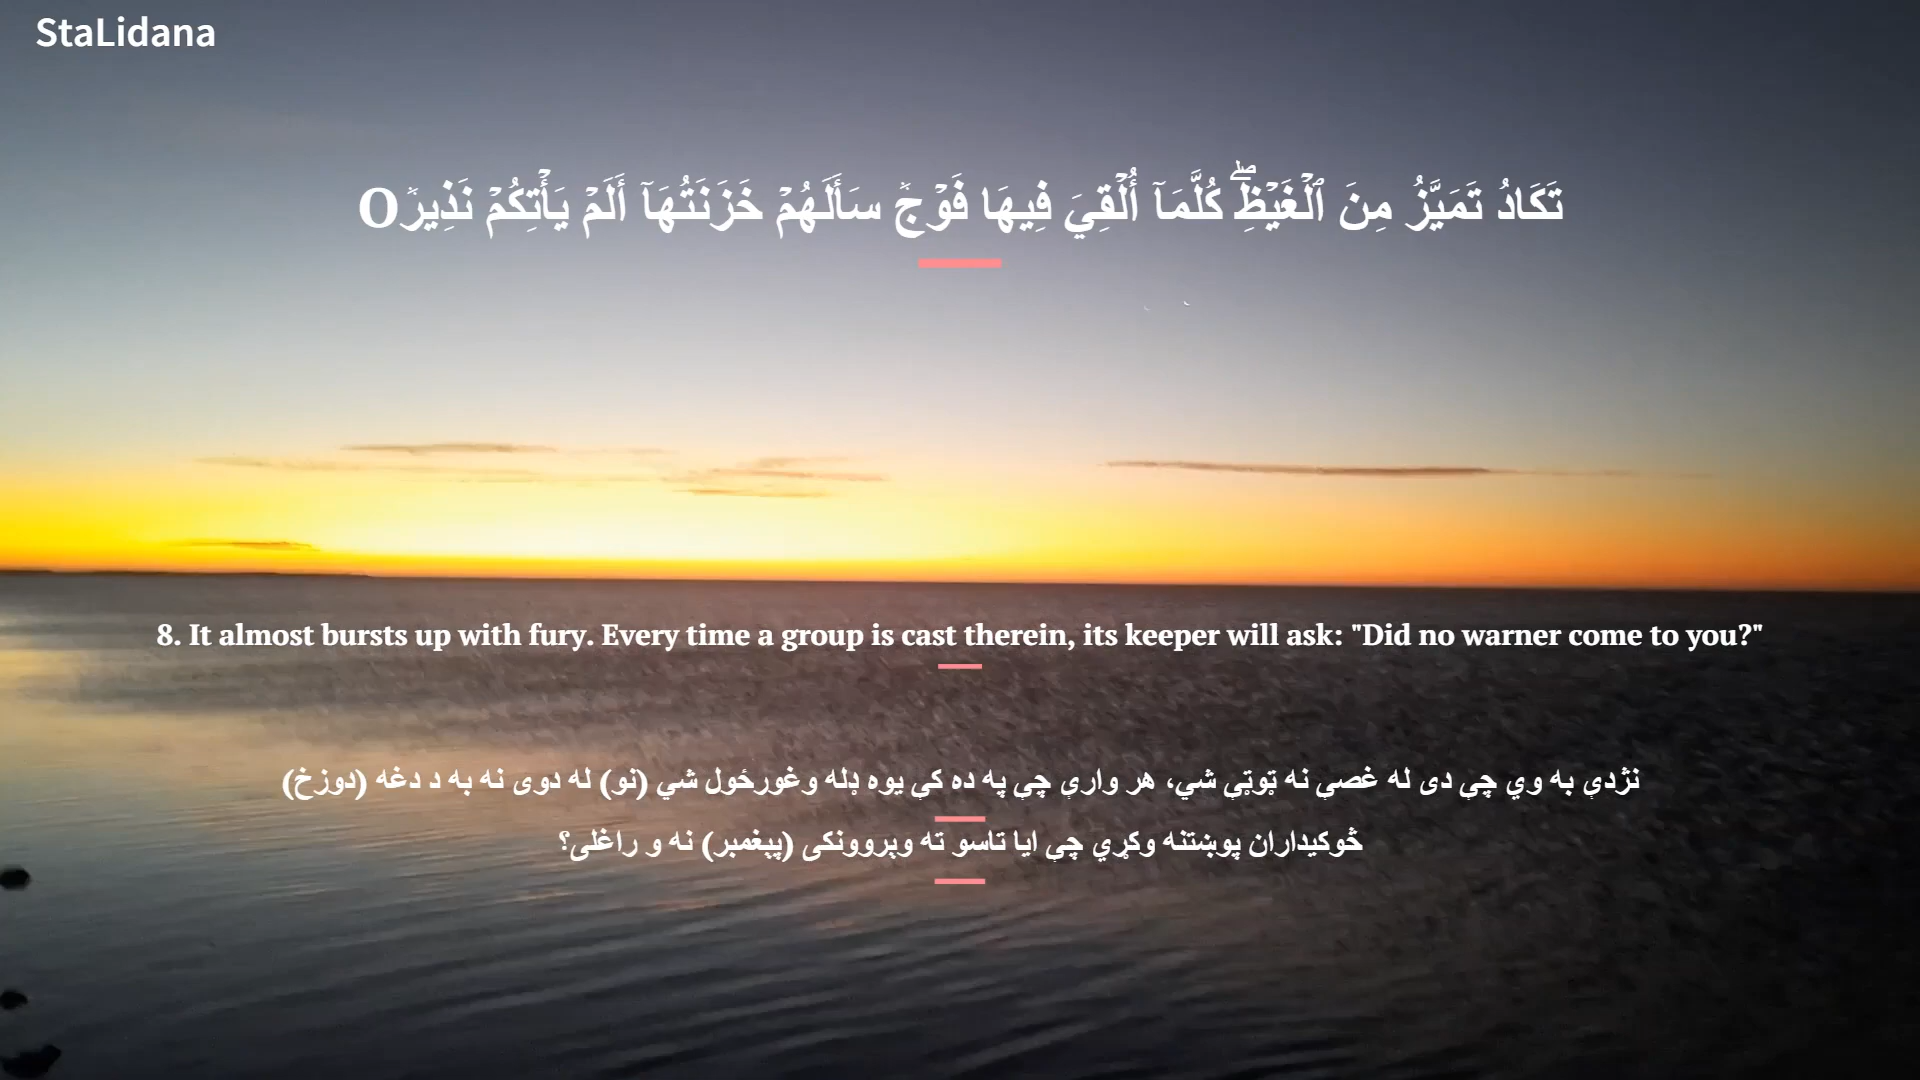 StaLidana
تَكَادُ تَمَيَّزُ مِنَ ٱلۡغَيۡظِۖ كُلَّمَآ أُلۡقِيَ فِيهَا فَوۡجٞ سَأَلَهُمۡ خَزَنَتُهَآ أَلَمۡ يَأۡتِكُمۡ نَذِيرٞO
8. It almost bursts up with fury. Every time a group is cast therein, its keeper will ask: "Did no warner come to you?"
نژدې به وي چې دی له غصې نه ټوټې شي، هر وارې چې په ده کې یوه ډله وغورځول شي (نو) له دوی نه به د دغه (دوزخ)
څوکیداران پوښتنه وکړي چې ایا تاسو ته وېروونکی (پېغمبر) نه و راغلی؟